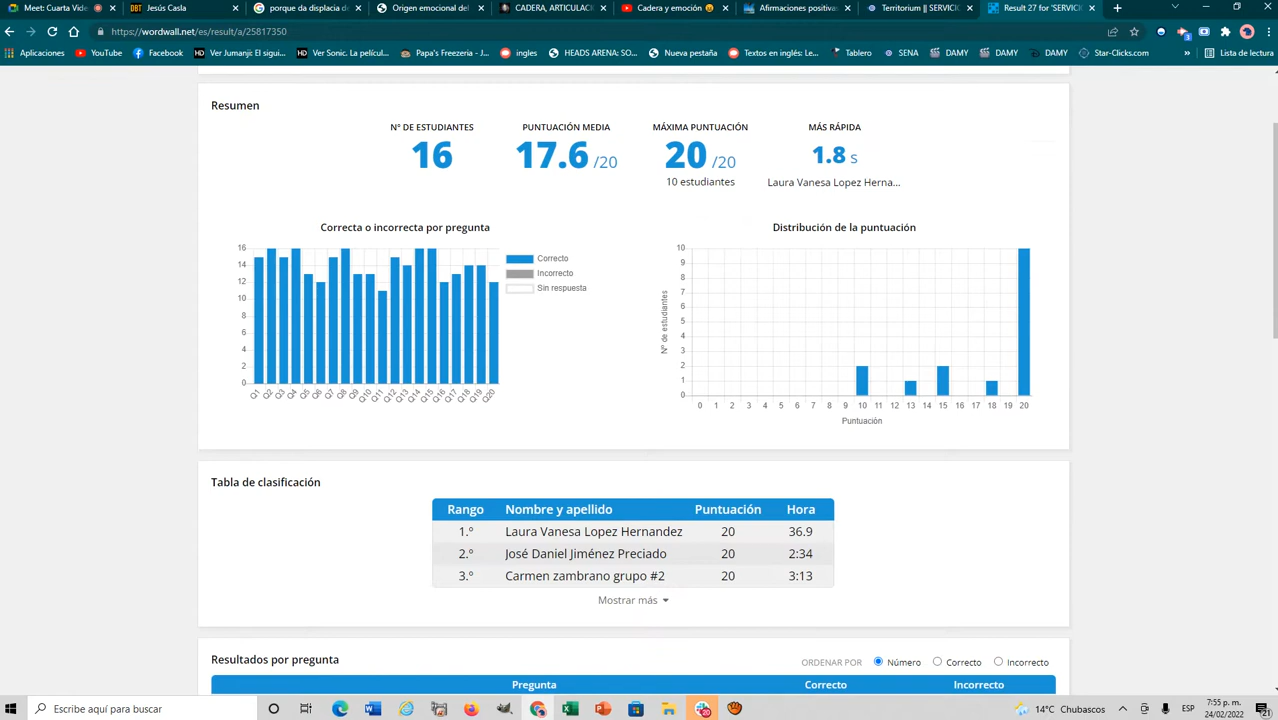 Meet: Cuarta Vide
DBT Jesús Casla
porque da displacia d
Origen emocional del
CADERA, ARTICULAC
Cadera y emoción
Afirmaciones positivas
Territorium || SERVICIO
Result 27 for 'SERVICIO
https://wordwall.net/es/result/a/25817350
Aplicaciones
YouTube
Facebook
Ver Jumanji: El sigui...
Ver Sonic. La pelícu...
Papa's Freezeria - J...
ingles
HEADS ARENA: SO...
Nueva pestaña
Textos en inglés: Le...
Tablero
SENA
DAMY
DAMY
DAMY
Star-Clicks.com
»
Lista de lectura
Resumen
N° DE ESTUDIANTES
PUNTUACIÓN MEDIA
MÁXIMA PUNTUACIÓN
MÁS RÁPIDA
16
17.6 /20
20 /20
1.8 s
10 estudiantes
Laura Vanesa Lopez Herna...
Correcta o incorrecta por pregunta
16
14
12
10
8
6
4
2
0
Q1 Q2 Q3 Q4 Q5 Q6 Q7 Q8 Q9 Q10 Q11 Q12 Q13 Q14 Q15 Q16 Q17 Q18 Q19 Q20
Correcto
Incorrecto
Sin respuesta
Distribución de la puntuación
N° de estudiantes
10
9
8
7
6
5
4
3
2
1
0
0 1 2 3 4 5 6 7 8 9 10 11 12 13 14 15 16 17 18 19 20
Puntuación
Tabla de clasificación
Rango Nombre y apellido Puntuación Hora
1.º Laura Vanesa Lopez Hernandez 20 36.9
2.º José Daniel Jiménez Preciado 20 2:34
3.º Carmen zambrano grupo #2 20 3:13
Mostrar más
Resultados por pregunta
ORDENAR POR Número Correcto Incorrecto
Pregunta Correcto Incorrecto
Escribe aquí para buscar
20
14°C Chubascos
ESP
7:55 p. m.
24/02/2022